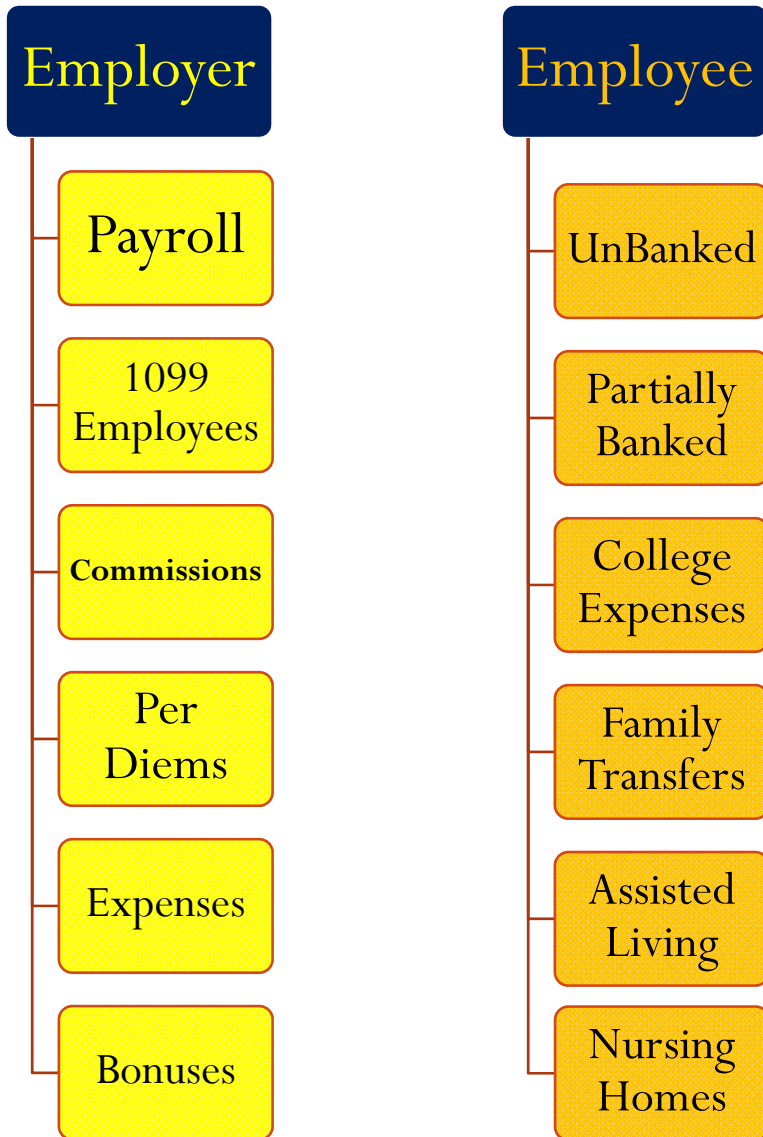 Employer
Payroll
1099
Employees
Commissions
Per
Diems
Expenses
Bonuses
Employee
UnBanked
Partially
Banked
College
Expenses
Family
Transfers
Assisted
Living
Nursing
Homes